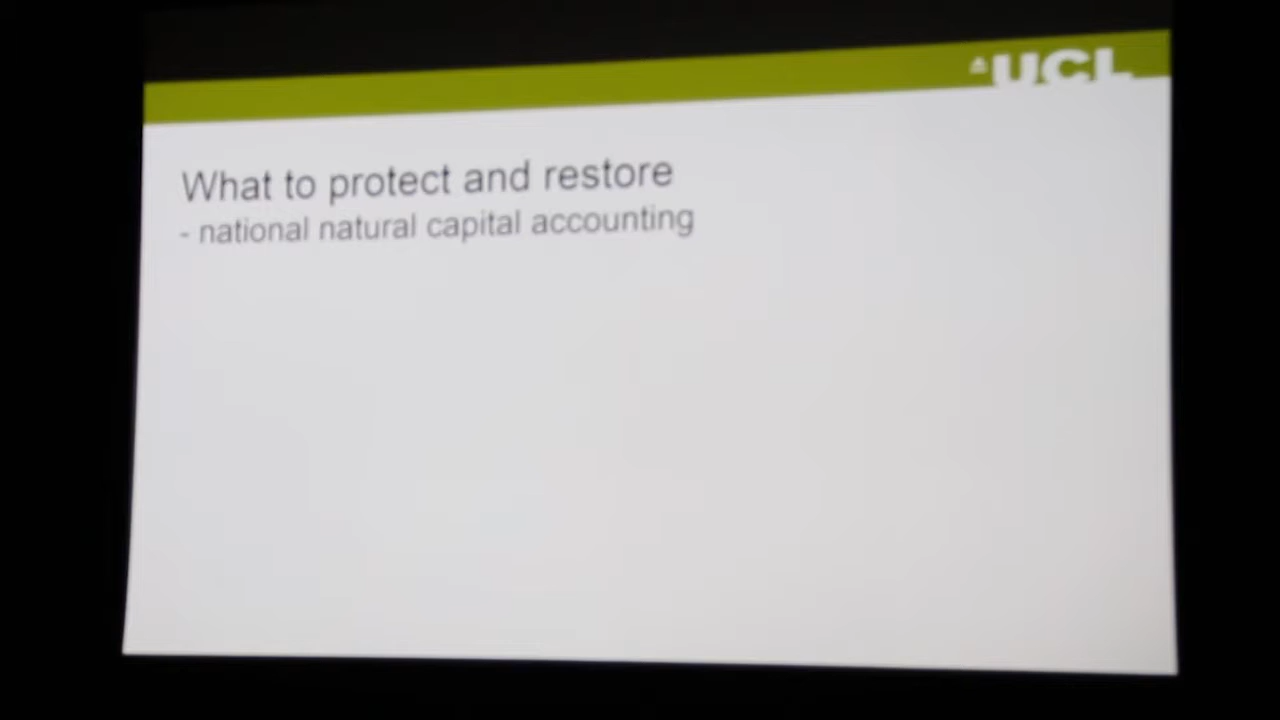 UCL
What to protect and restore
- national natural capital accounting